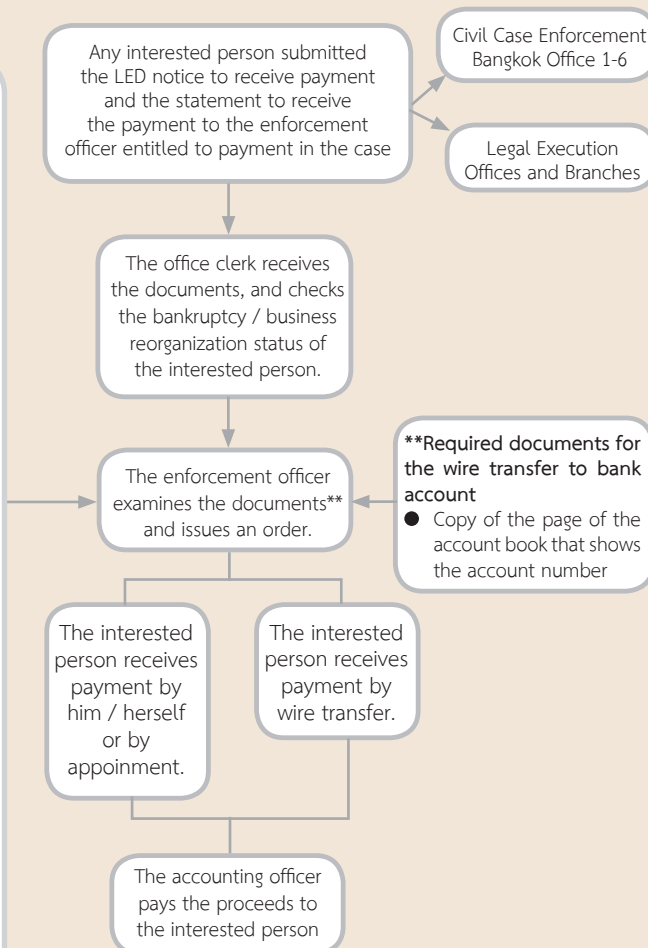 Any interested person submitted
the LED notice to receive payment
and the statement to receive
the payment to the enforcement
officer entitled to payment in the case
Civil Case Enforcement
Bangkok Office 1-6
Legal Execution
Offices and Branches
The office clerk receives
the documents, and checks
the bankruptcy / business
reorganization status of
the interested person.
The enforcement officer
examines the documents**
and issues an order.
**Required documents for
the wire transfer to bank
account
● Copy of the page of the
account book that shows
the account number
The interested
person receives
payment by
him / herself
or by
appoinment.
The interested
person receives
payment by
wire transfer.
The accounting officer
pays the proceeds to
the interested person